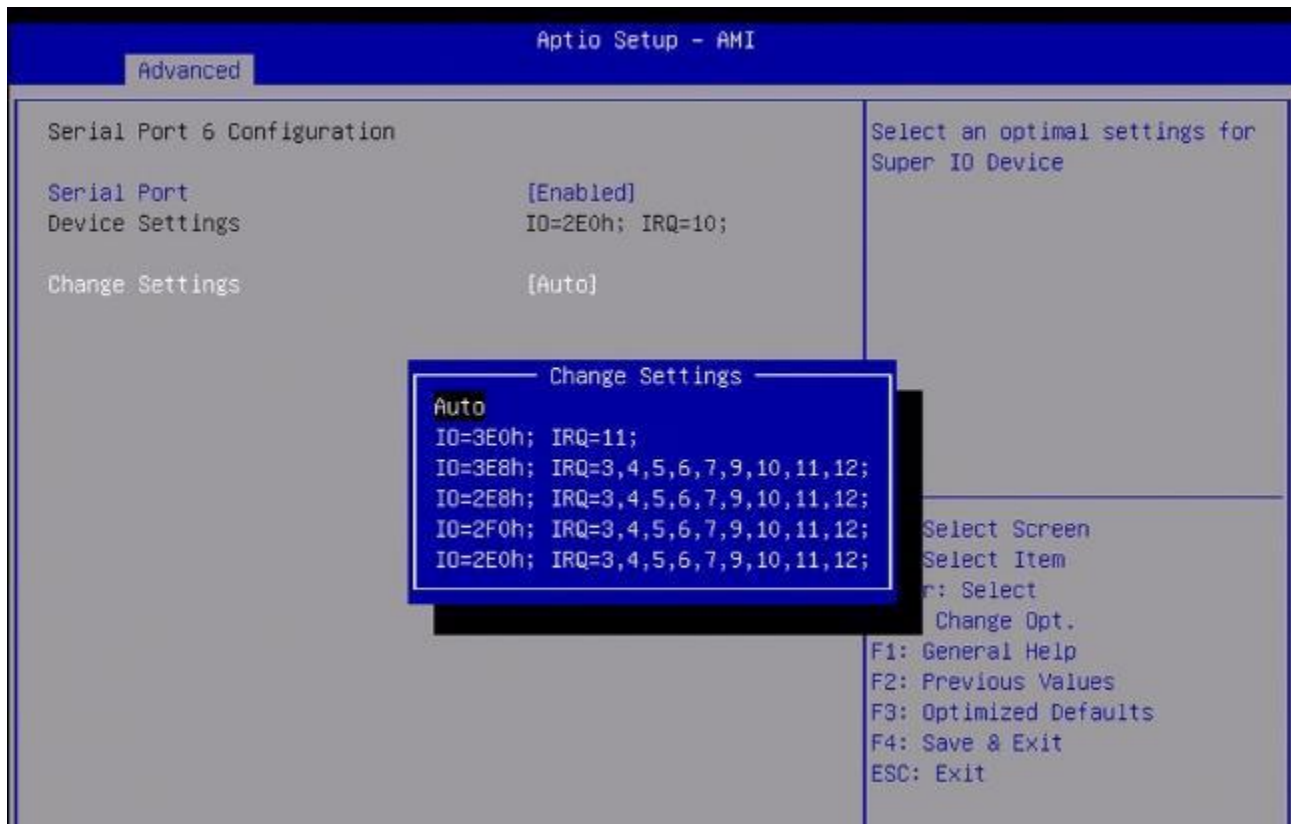 Aptio Setup – AMI
Advanced
Serial Port 6 Configuration
Serial Port [Enabled]
Device Settings IO=2E0h; IRQ=10;
Change Settings [Auto]
Select an optimal settings for
Super IO Device
Change Settings
Auto
IO=3E0h; IRQ=11;
IO=3E8h; IRQ=3,4,5,6,7,9,10,11,12;
IO=2E8h; IRQ=3,4,5,6,7,9,10,11,12;
IO=2F0h; IRQ=3,4,5,6,7,9,10,11,12;
IO=2E0h; IRQ=3,4,5,6,7,9,10,11,12;
Select Screen
Select Item
r: Select
Change Opt.
F1: General Help
F2: Previous Values
F3: Optimized Defaults
F4: Save & Exit
ESC: Exit